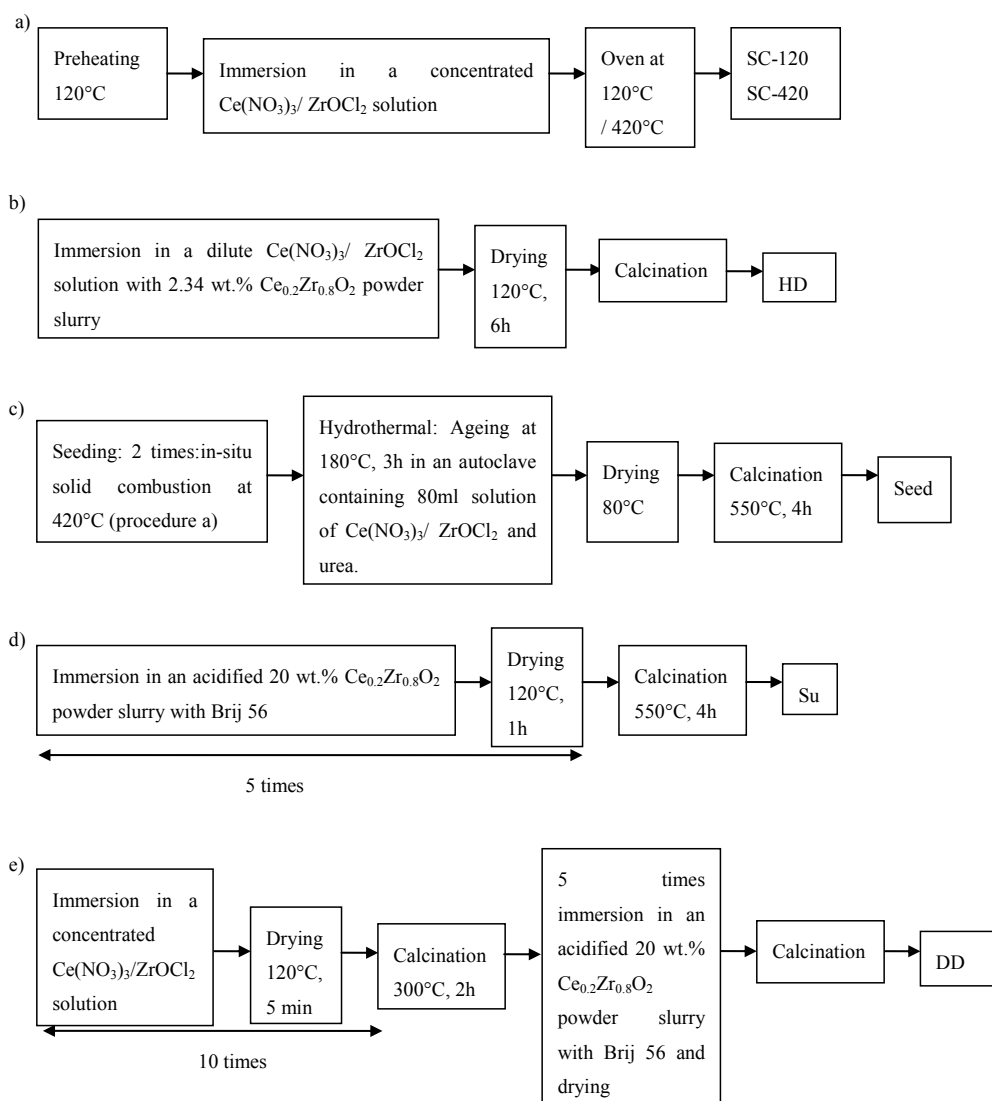 a)
Preheating
120°C
Immersion in a concentrated
Ce(NO₃)₃/ ZrOCl₂ solution
Oven at
120°C
/ 420°C
SC-120
SC-420
b)
Immersion in a dilute Ce(NO₃)₃/ ZrOCl₂
solution with 2.34 wt.% Ce₀.₂Zr₀.₈O₂ powder
slurry
Drying
120°C,
6h
Calcination
HD
c)
Seeding: 2 times:in-situ
solid combustion at
420°C (procedure a)
Hydrothermal: Ageing at
180°C, 3h in an autoclave
containing 80ml solution
of Ce(NO₃)₃/ ZrOCl₂ and
urea.
Drying
80°C
Calcination
550°C, 4h
Seed
d)
Immersion in an acidified 20 wt.% Ce₀.₂Zr₀.₈O₂
powder slurry with Brij 56
Drying
120°C,
1h
Calcination
550°C, 4h
Su
5 times
e)
Immersion in a
concentrated
Ce(NO₃)₃/ZrOCl₂
solution
Drying
120°C,
5 min
Calcination
300°C, 2h
5 times
immersion in an
acidified 20 wt.%
Ce₀.₂Zr₀.₈O₂
powder slurry
with Brij 56 and
drying
Calcination
DD
10 times